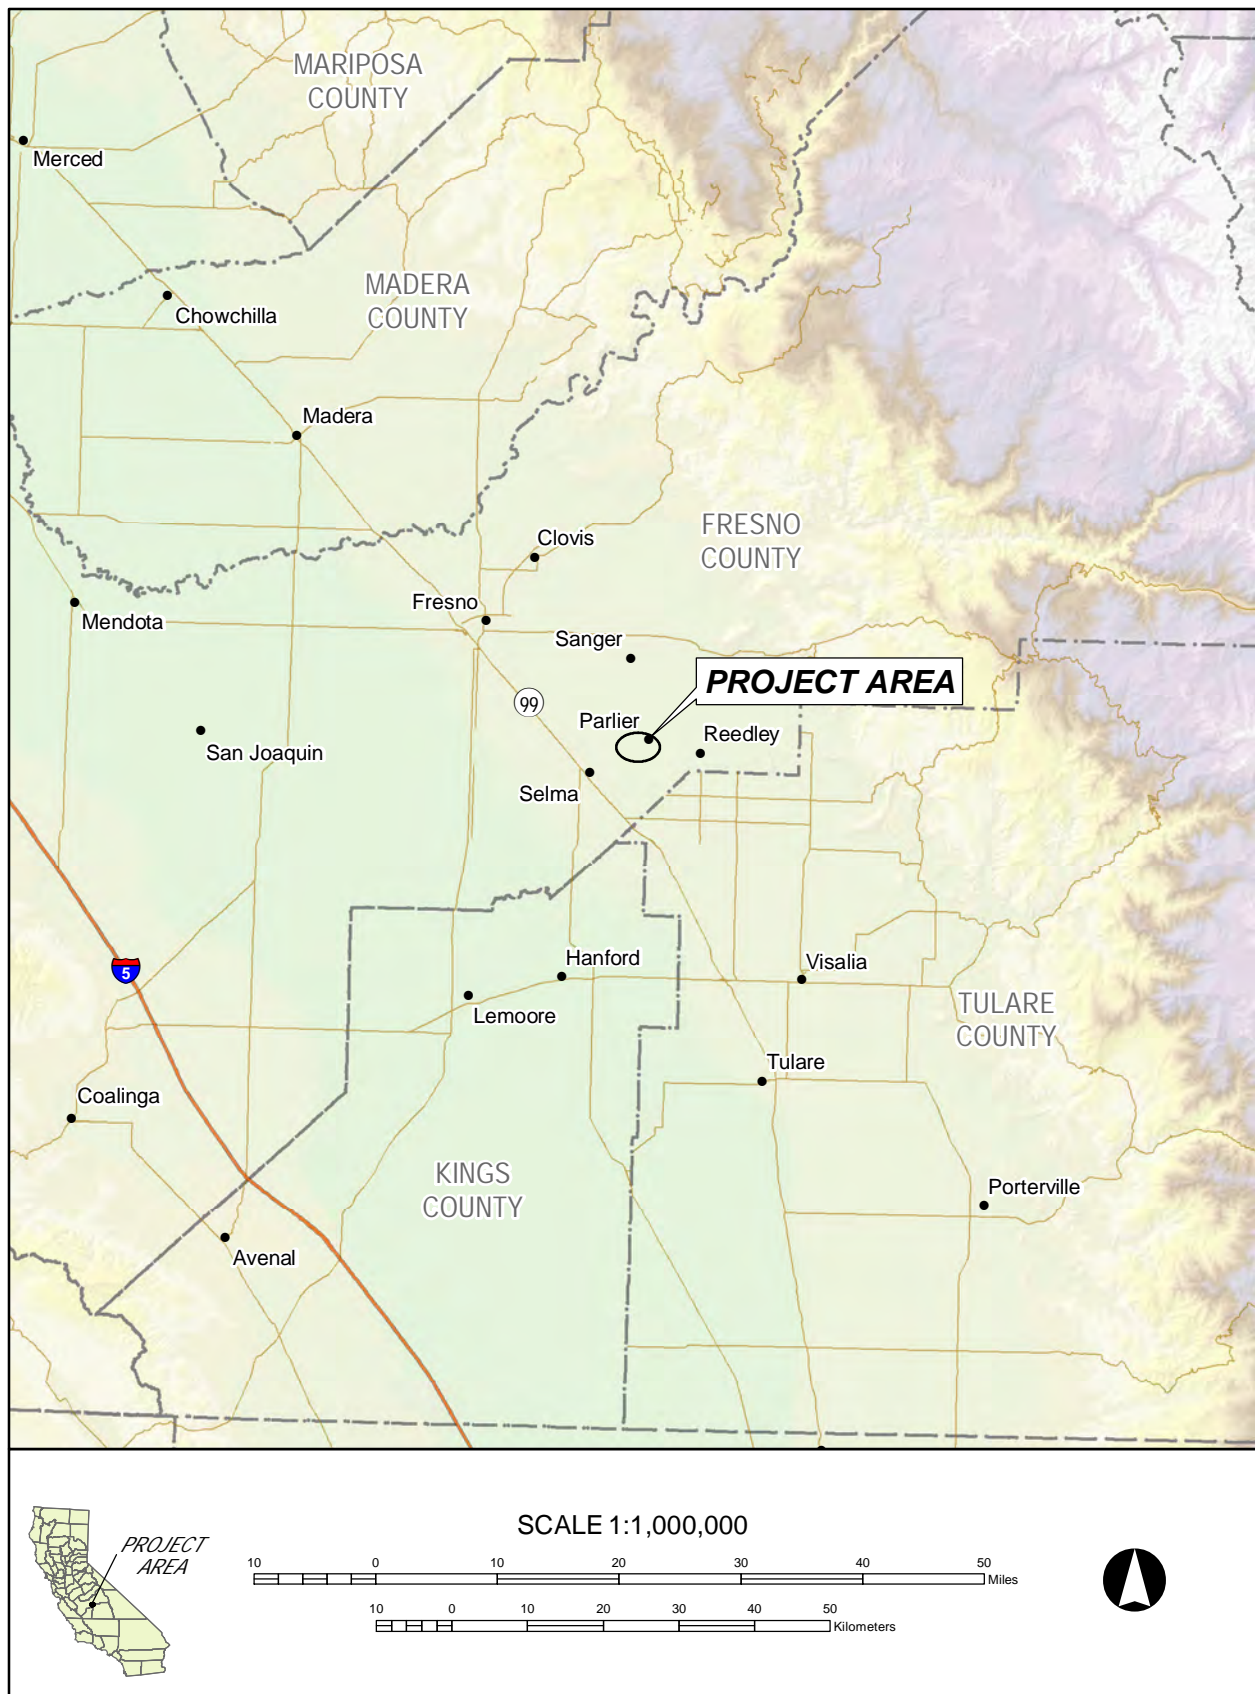 MARIPOSA
COUNTY
Merced
MADERA
COUNTY
Chowchilla
Madera
Clovis
FRESNO
COUNTY
Fresno
Mendota
Sanger
PROJECT AREA
99
Parlier
Reedley
San Joaquin
Selma
Hanford
Visalia
5
Lemoore
TULARE
COUNTY
Tulare
Coalinga
KINGS
COUNTY
Porterville
Avenal
SCALE 1:1,000,000
PROJECT
AREA
10 0 10 20 30 40 50
Miles
10 0 10 20 30 40 50
Kilometers